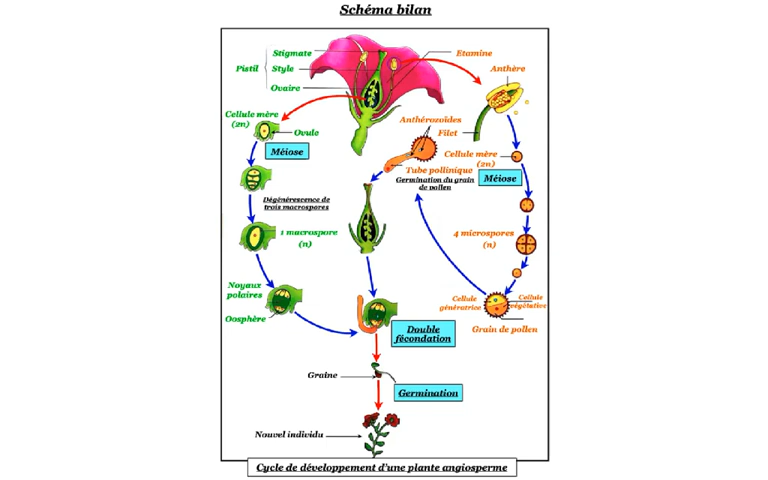 Schéma bilan
Stigmate
Pistil
Style
Ovaire
Etamine
Anthère
Cellule mère
(2n)
Ovule
Méiose
Anthérozoïdes
Filet
Cellule mère
(2n)
Tube pollinique
Germination du grain
de pollen
Méiose
Dégénérescence de
trois macrospores
1 macrospore
(n)
4 microspores
(n)
Noyaux
polaires
Oosphère
Cellule
génératrice
Cellule
végétative
Grain de pollen
Double
fécondation
Graine
Germination
Nouvel individu
Cycle de développement d'une plante angiosperme